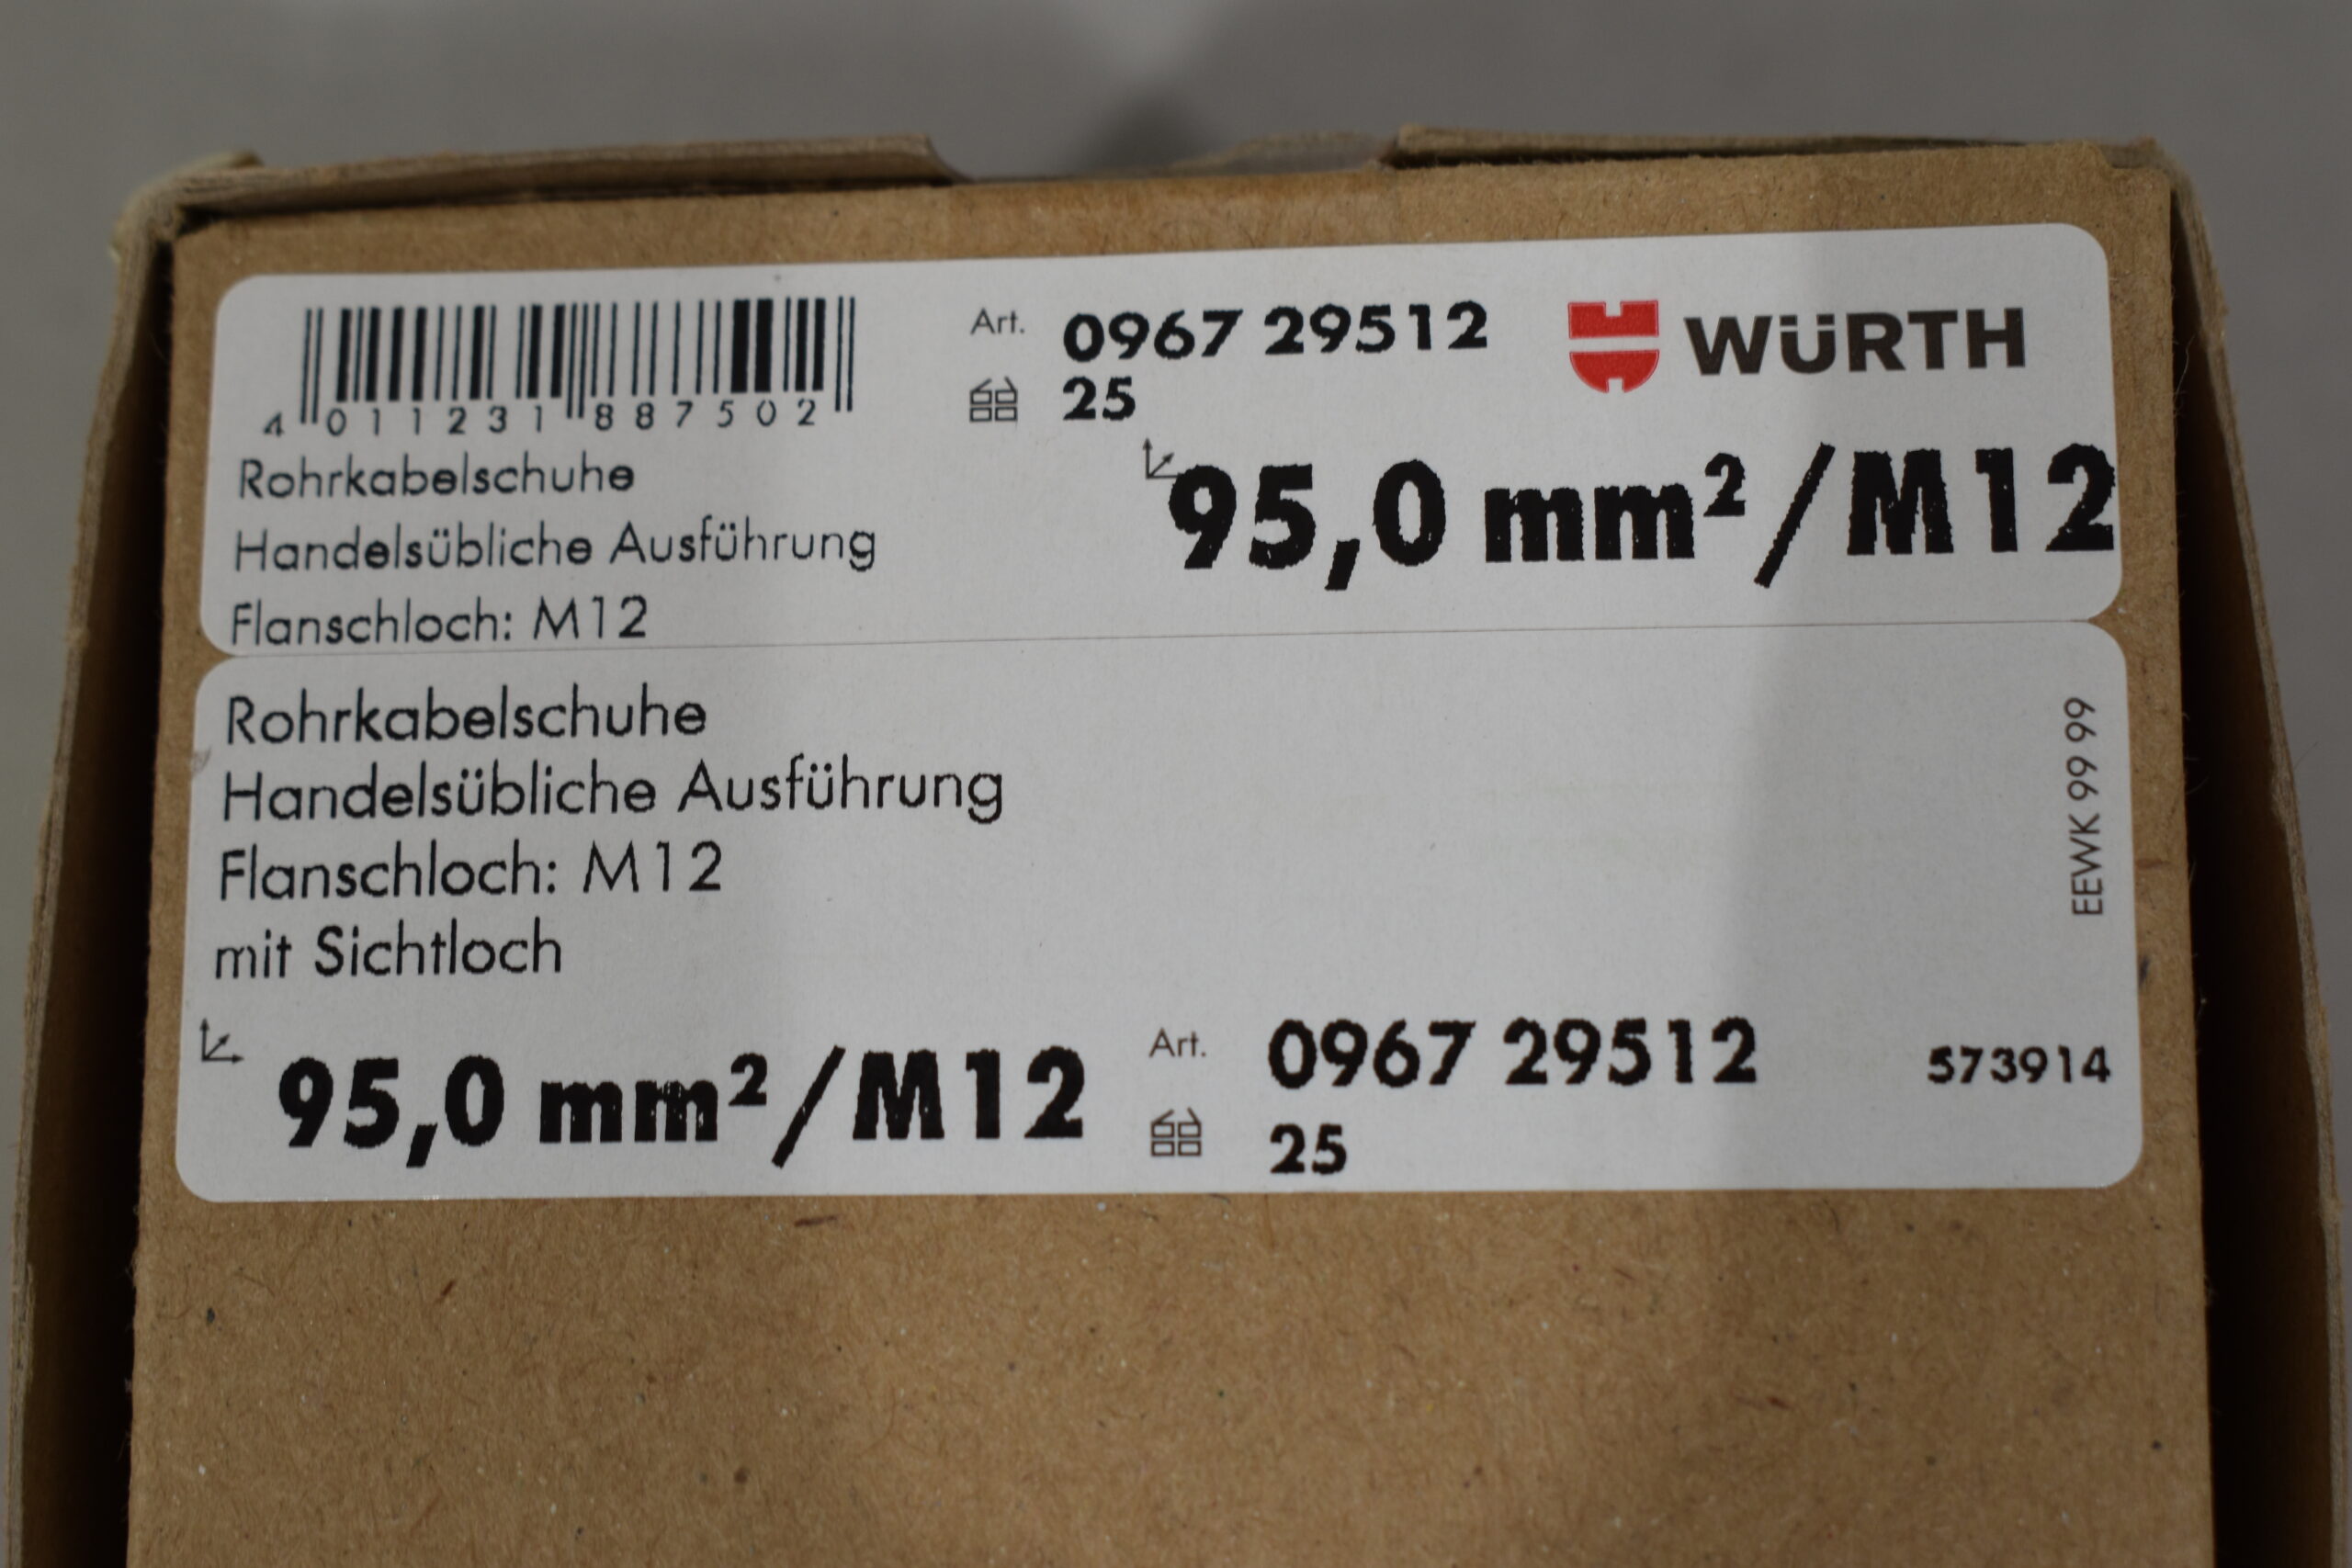 Art. 0967 29512
WÜRTH
25
4 011231 887502
Rohrkabelschuhe
95,0 mm²/M12
Handelsübliche Ausführung
Flanschloch: M12
Rohrkabelschuhe
Handelsübliche Ausführung
Flanschloch: M12
mit Sichtloch
EEWK 99 99
95,0 mm²/M12
Art. 0967 29512
573914
25